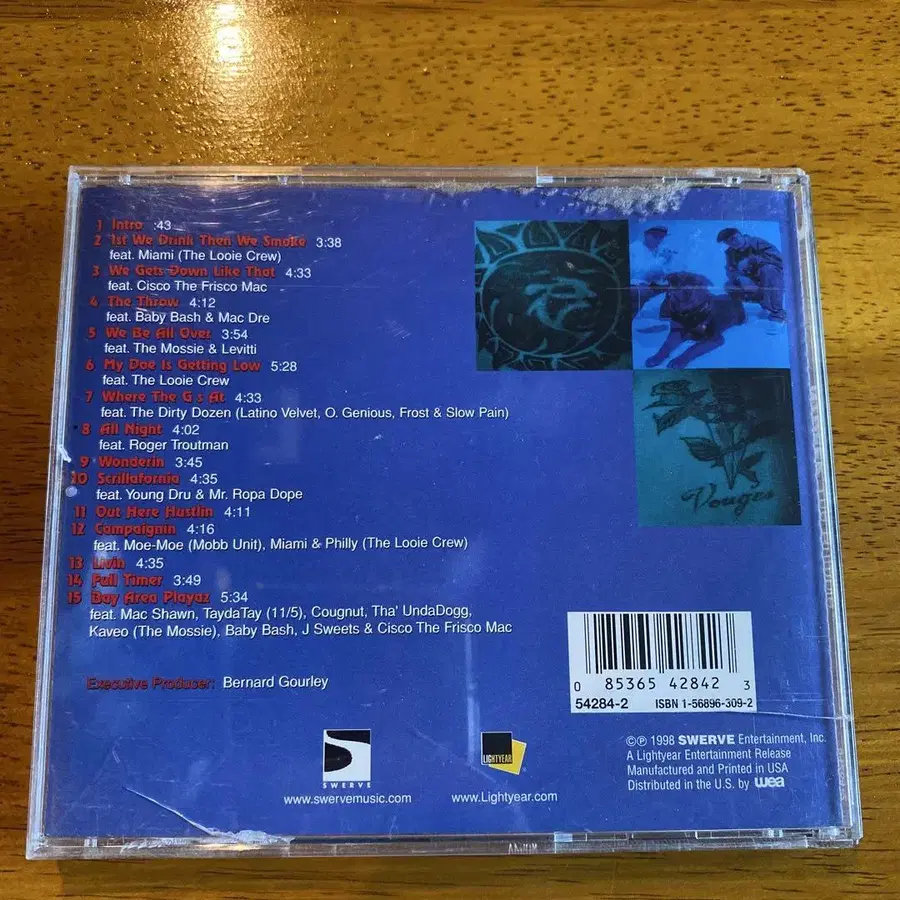 1 Intro :43
2 1st We Drink Then We Smoke 3:38
feat. Miami (The Looie Crew)
3 We Gets Down Like That 4:33
feat. Cisco The Frisco Mac
4 The Throw 4:12
feat. Baby Bash & Mac Dre
5 We Be All Over 3:54
feat. The Mossie & Levitti
6 My Doe Is Getting Low 5:28
feat. The Looie Crew
7 Where The G s At 4:33
feat. The Dirty Dozen (Latino Velvet, O. Genious, Frost & Slow Pain)
8 All Night 4:02
feat. Roger Troutman
9 Wonderin 3:45
10 Scrillafornia 4:35
feat. Young Dru & Mr. Ropa Dope
11 Out Here Hustlin 4:11
12 Campaignin 4:16
feat. Moe-Moe (Mobb Unit), Miami & Philly (The Looie Crew)
13 Livin 4:35
14 Full Timer 3:49
15 Bay Area Playaz 5:34
feat. Mac Shawn, TaydaTay (11/5), Cougnut, Tha' UndaDogg,
Kaveo (The Mossie), Baby Bash, J Sweets & Cisco The Frisco Mac
Executive Producer: Bernard Gourley
Vouges
0 85365 42842 3
54284-2 ISBN 1-56896-309-2
SWERVE
www.swervemusic.com
LIGHTYEAR
www.Lightyear.com
©℗ 1998 SWERVE Entertainment, Inc.
A Lightyear Entertainment Release
Manufactured and Printed in USA
Distributed in the U.S. by wea